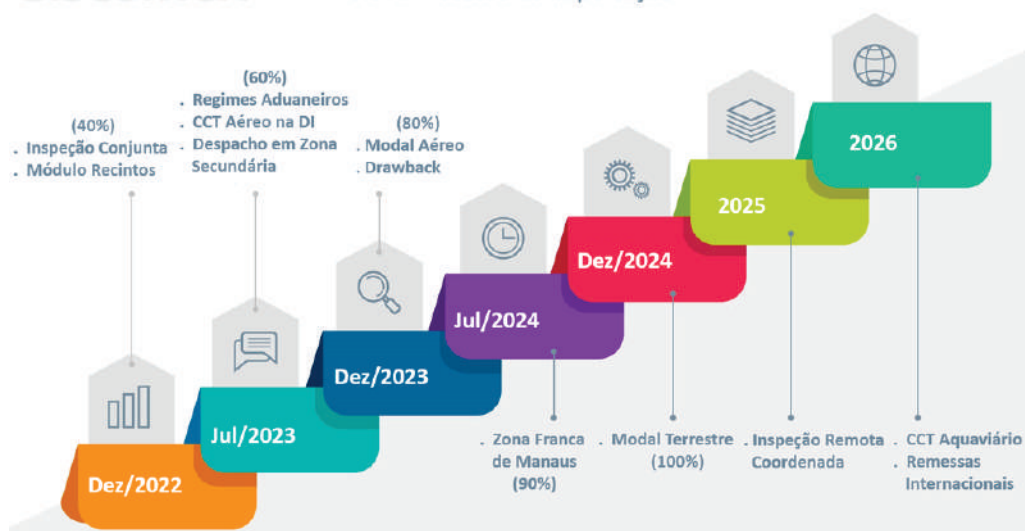 (40%)
. Inspeção Conjunta
. Módulo Recintos
(60%)
. Regimes Aduaneiros
. CCT Aéreo na DI
. Despacho em Zona
Secundária
(80%)
. Modal Aéreo
. Drawback
Dez/2022
Jul/2023
Dez/2023
Jul/2024
Dez/2024
2025
2026
. Zona Franca
de Manaus
(90%)
. Modal Terrestre
(100%)
. Inspeção Remota
Coordenada
. CCT Aquaviário
. Remessas
Internacionais